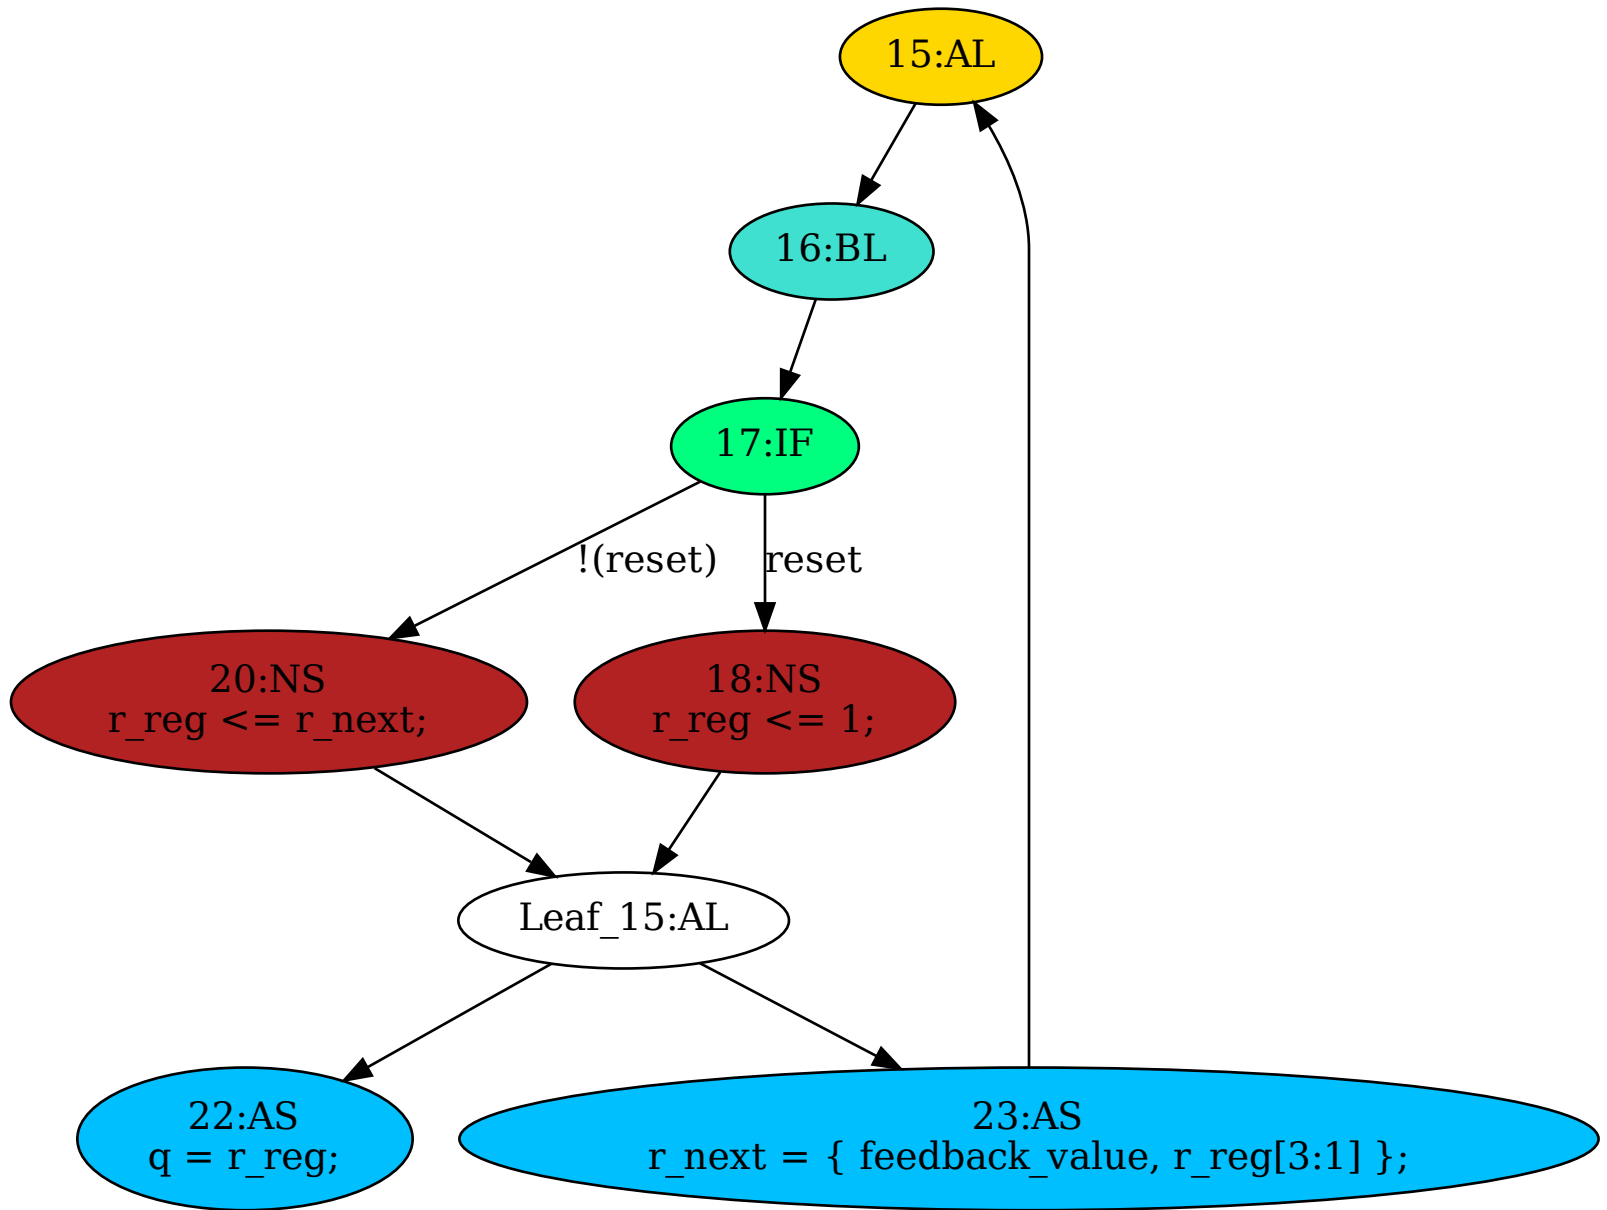 15:AL
16:BL
17:IF
!(reset)
reset
20:NS
r_reg <= r_next;
18:NS
r_reg <= 1;
Leaf_15:AL
22:AS
q = r_reg;
23:AS
r_next = { feedback_value, r_reg[3:1] };